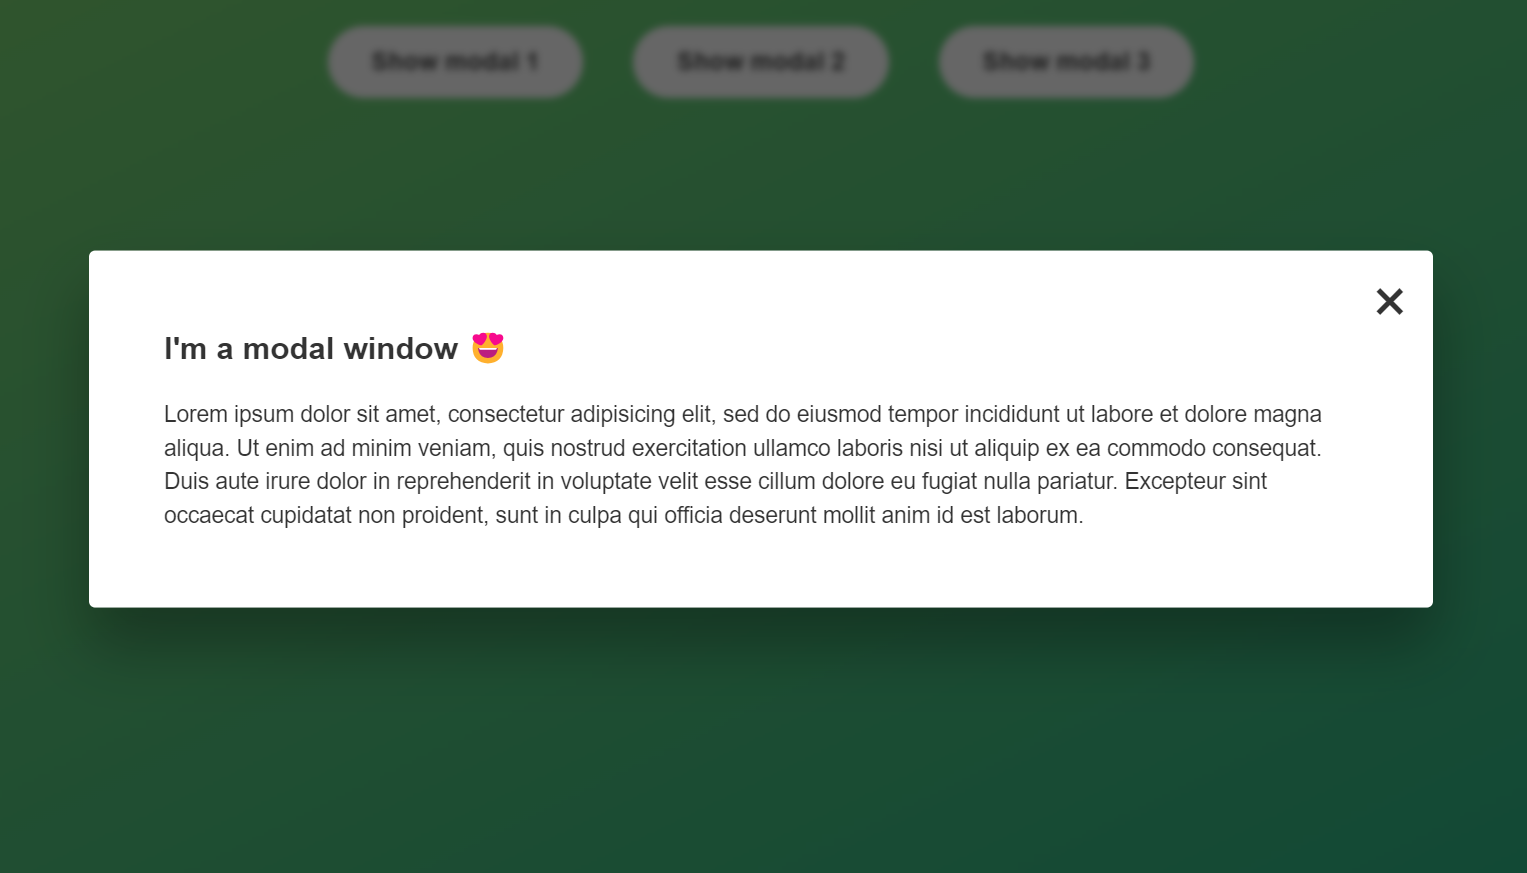 Show modal 1
Show modal 2
Show modal 3
×
I'm a modal window 😍
Lorem ipsum dolor sit amet, consectetur adipisicing elit, sed do eiusmod tempor incididunt ut labore et dolore magna
aliqua. Ut enim ad minim veniam, quis nostrud exercitation ullamco laboris nisi ut aliquip ex ea commodo consequat.
Duis aute irure dolor in reprehenderit in voluptate velit esse cillum dolore eu fugiat nulla pariatur. Excepteur sint
occaecat cupidatat non proident, sunt in culpa qui officia deserunt mollit anim id est laborum.